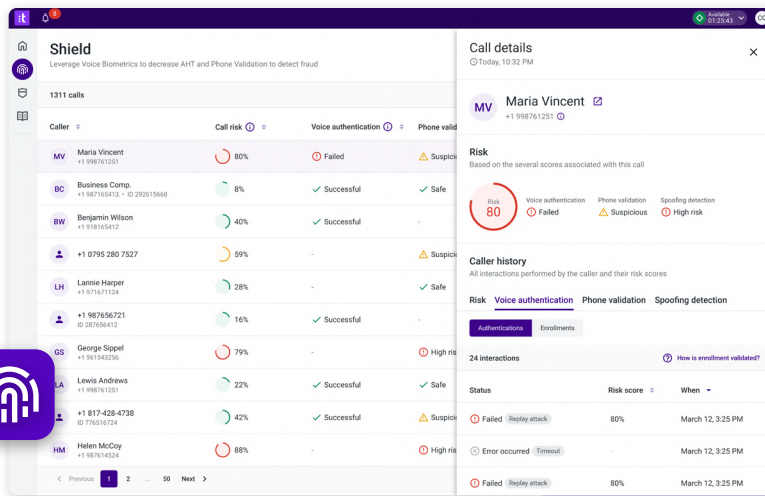 :t
8
Available
01:25:43
Shield
Leverage Voice Biometrics to decrease AHT and Phone Validation to detect fraud
1311 calls
Caller Call risk Voice authentication Phone valid
MV Maria Vincent 80% Failed Suspicio
+1 998761251
BC Business Comp. 8% Successful Safe
+1 987165413. • ID 292615668
BW Benjamin Wilson 40% Successful -
+1 918165412
+1 0795 280 7527 59% - Suspicio
LH Lannie Harper 28% - Safe
+1 971671124
+1 987656721 16% Successful -
ID 287656412
GS George Sippel 79% - High ris
+1 961543256
LA Lewis Andrews 22% Successful Safe
+1 998761251
+1 817-428-4738 42% Successful Suspicio
ID 776516724
HM Helen McCoy 88% - High ris
+1 987614524
Previous 1 2 ... 50 Next
Call details
Today, 10:32 PM
MV Maria Vincent
+1 998761251
Risk
Based on the several scores associated with this call
Risk
80
Voice authentication Phone validation Spoofing detection
Failed Suspicious High risk
Caller history
All interactions performed by the caller and their risk scores
Risk Voice authentication Phone validation Spoofing detection
Authentications Enrollments
24 interactions How is enrollment validated?
Status Risk score When
Failed Replay attack 80% March 12, 3:25 PM
Error occurred Timeout - March 12, 3:25 PM
Failed Replay attack 80% March 12, 3:25 PM